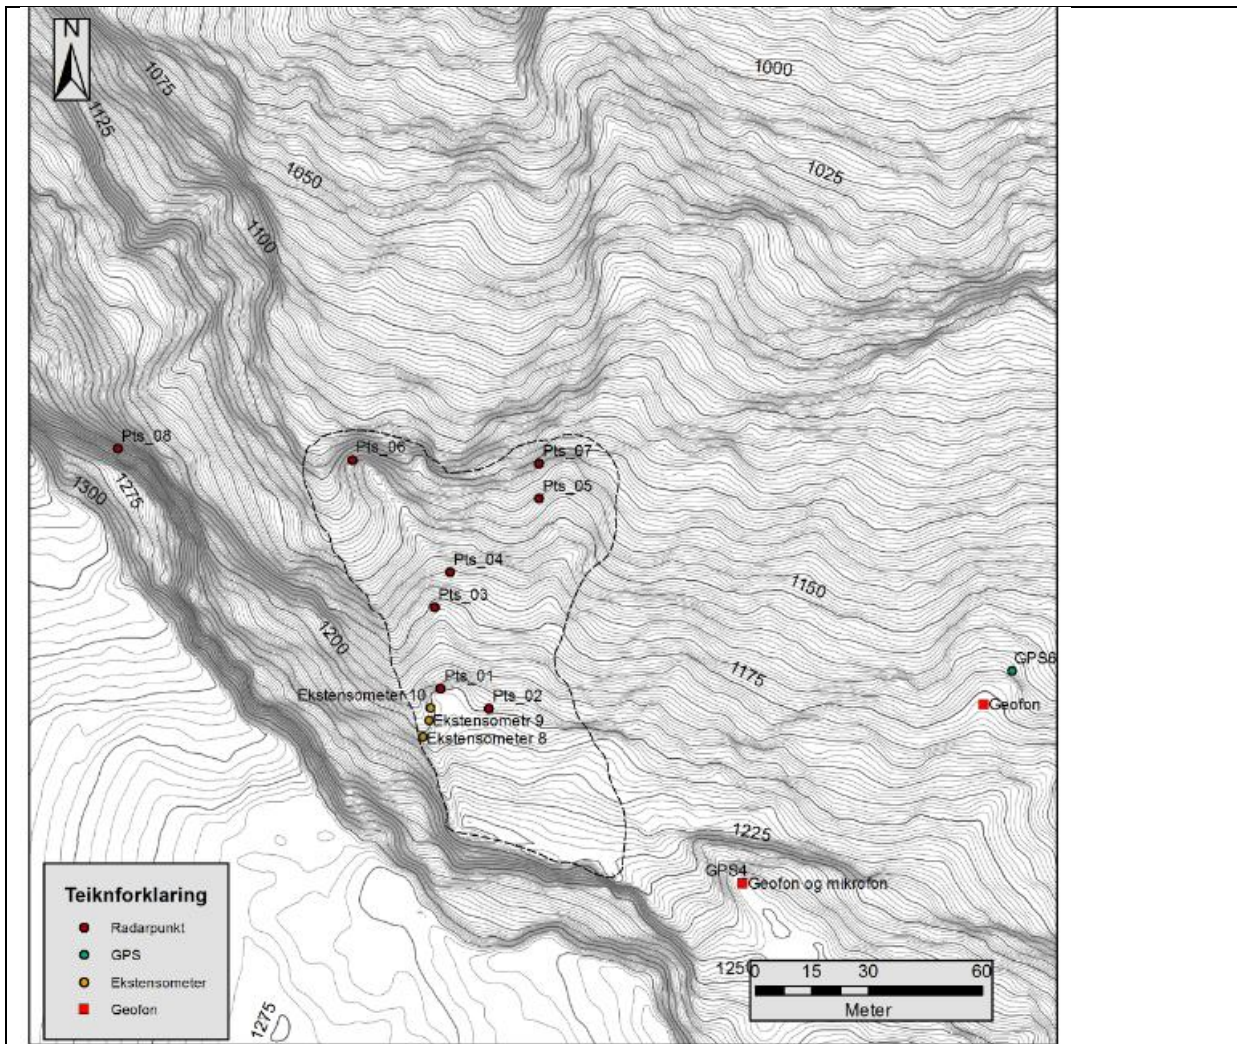 N
1000
1075
1125
1025
1050
1100
Pts_08
Pts_06
Pts_07
1275
1300
Pts_05
Pts_04
1150
Pts_03
1200
GPS6
1175
Pts_01
Ekstensometer 10
Pts_02
Geofon
Ekstensometr 9
Ekstensometer 8
1225
GPS4
Geofon og mikrofon
Teiknforklaring
Radarpunkt
GPS
Ekstensometer
Geofon
1250
0 15 30 60
Meter
1275